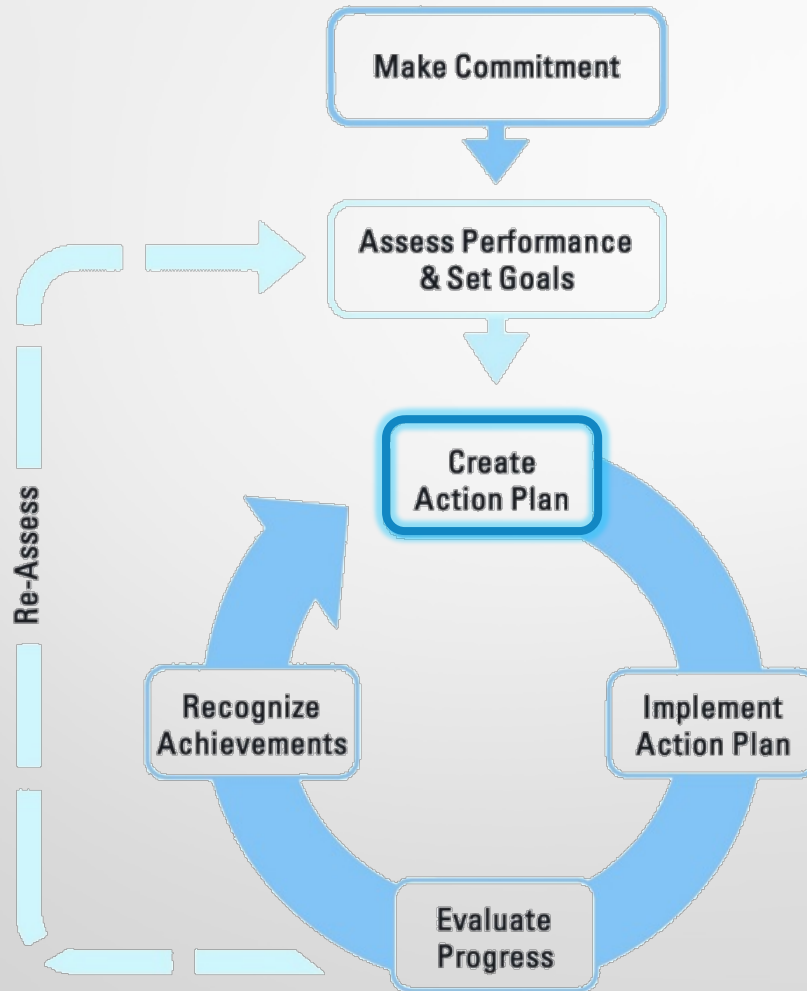 Make Commitment
Assess Performance
& Set Goals
Create
Action Plan
Re-Assess
Recognize
Achievements
Implement
Action Plan
Evaluate
Progress